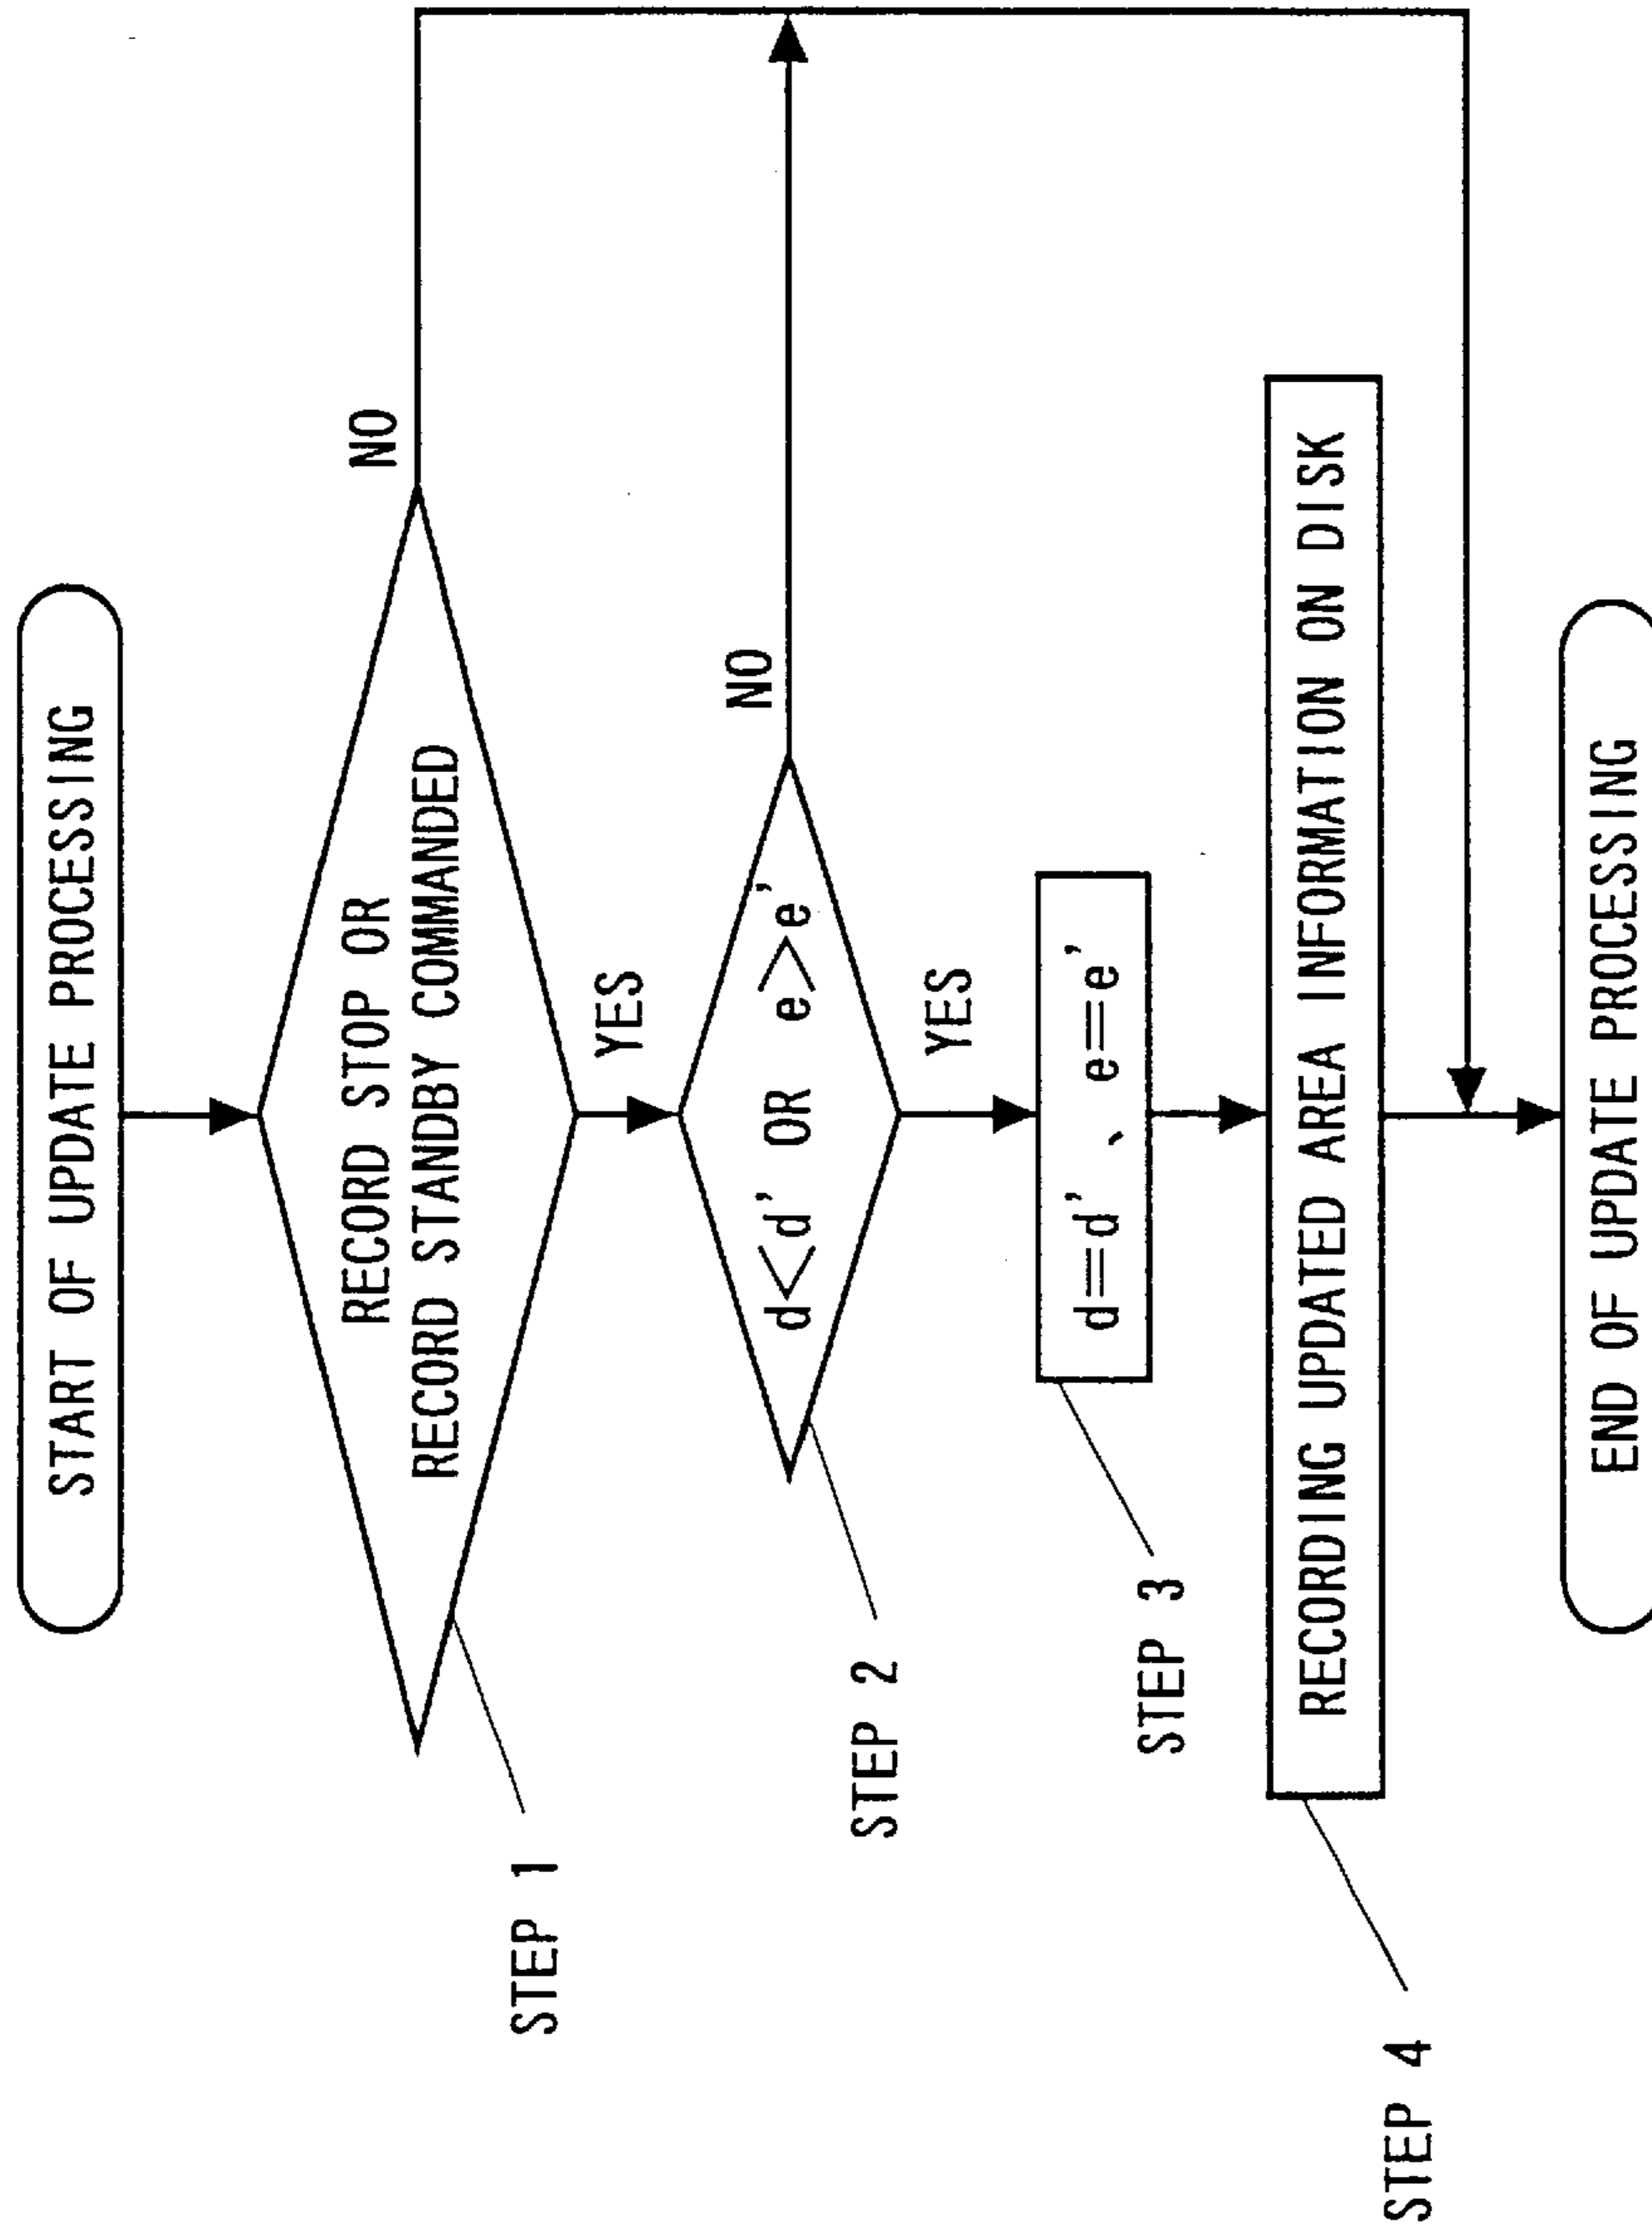 START OF UPDATE PROCESSING
RECORD STOP OR
RECORD STANDBY COMMANDED
NO
STEP 1
YES
d<d' OR e>e'
NO
STEP 2
YES
d=d' 、 e=e'
STEP 3
RECORDING UPDATED AREA INFORMATION ON DISK
STEP 4
END OF UPDATE PROCESSING